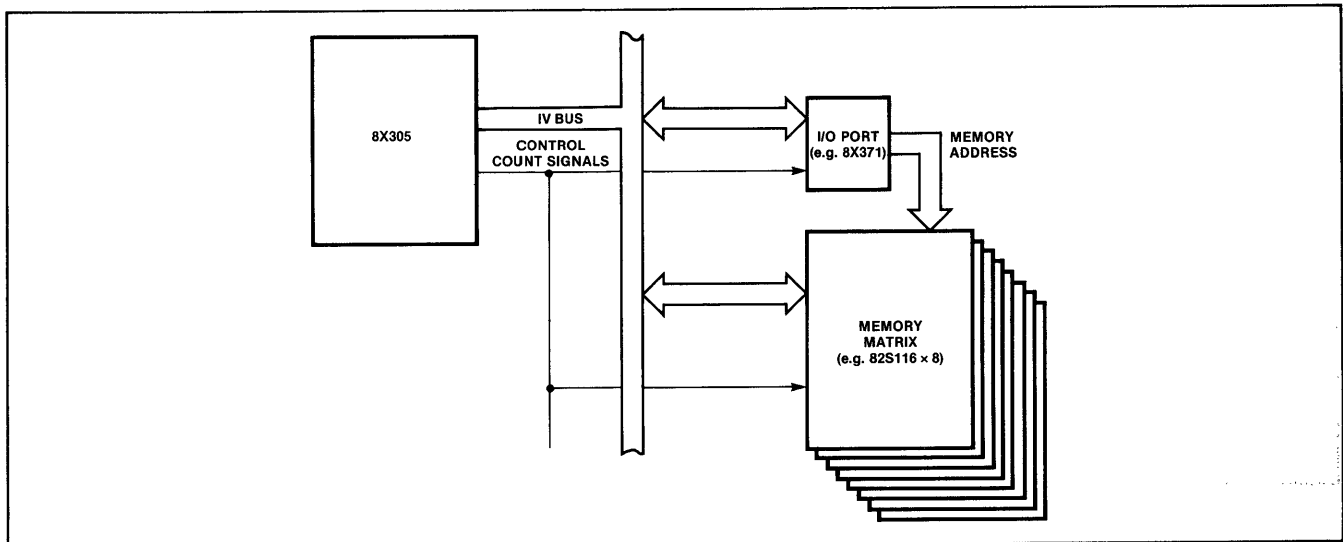 8X305
IV BUS
CONTROL
COUNT SIGNALS
I/O PORT
(e.g. 8X371)
MEMORY
ADDRESS
MEMORY
MATRIX
(e.g. 82S116 × 8)